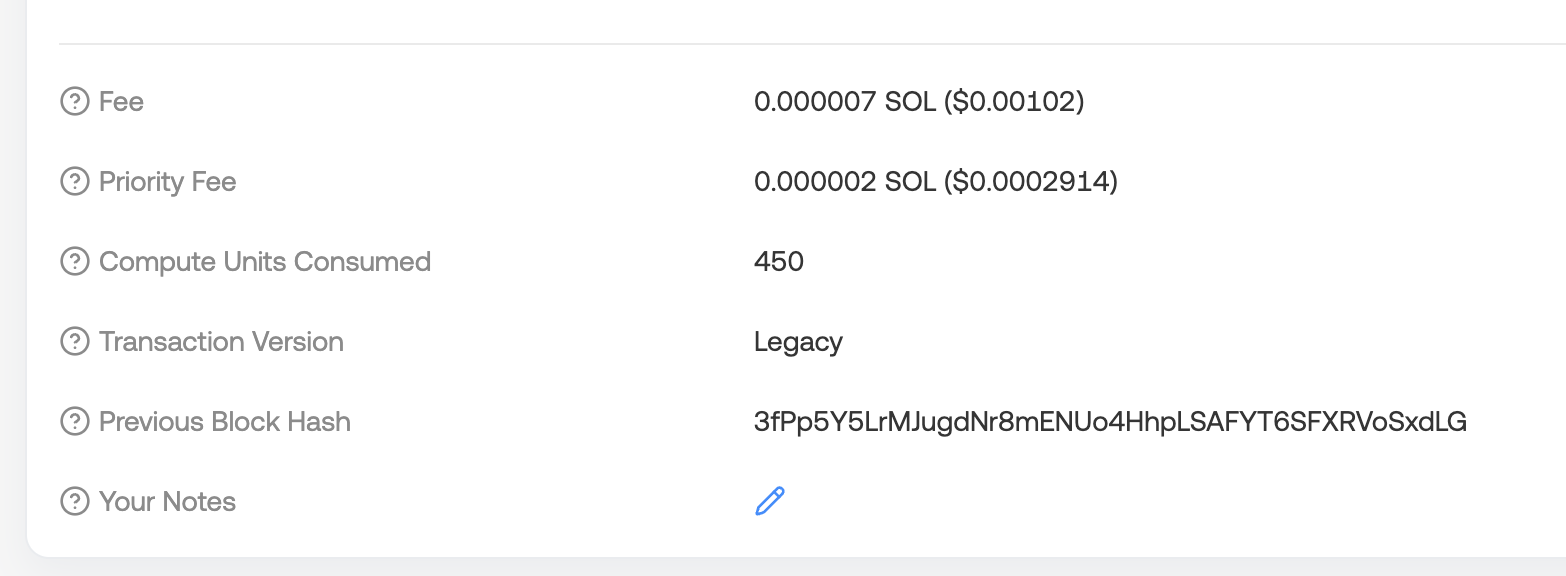 Fee 0.000007 SOL ($0.00102)
Priority Fee 0.000002 SOL ($0.0002914)
Compute Units Consumed 450
Transaction Version Legacy
Previous Block Hash 3fPp5Y5LrMJugdNr8mENUo4HhpLSAFYT6SFXRVoSxdLG
Your Notes